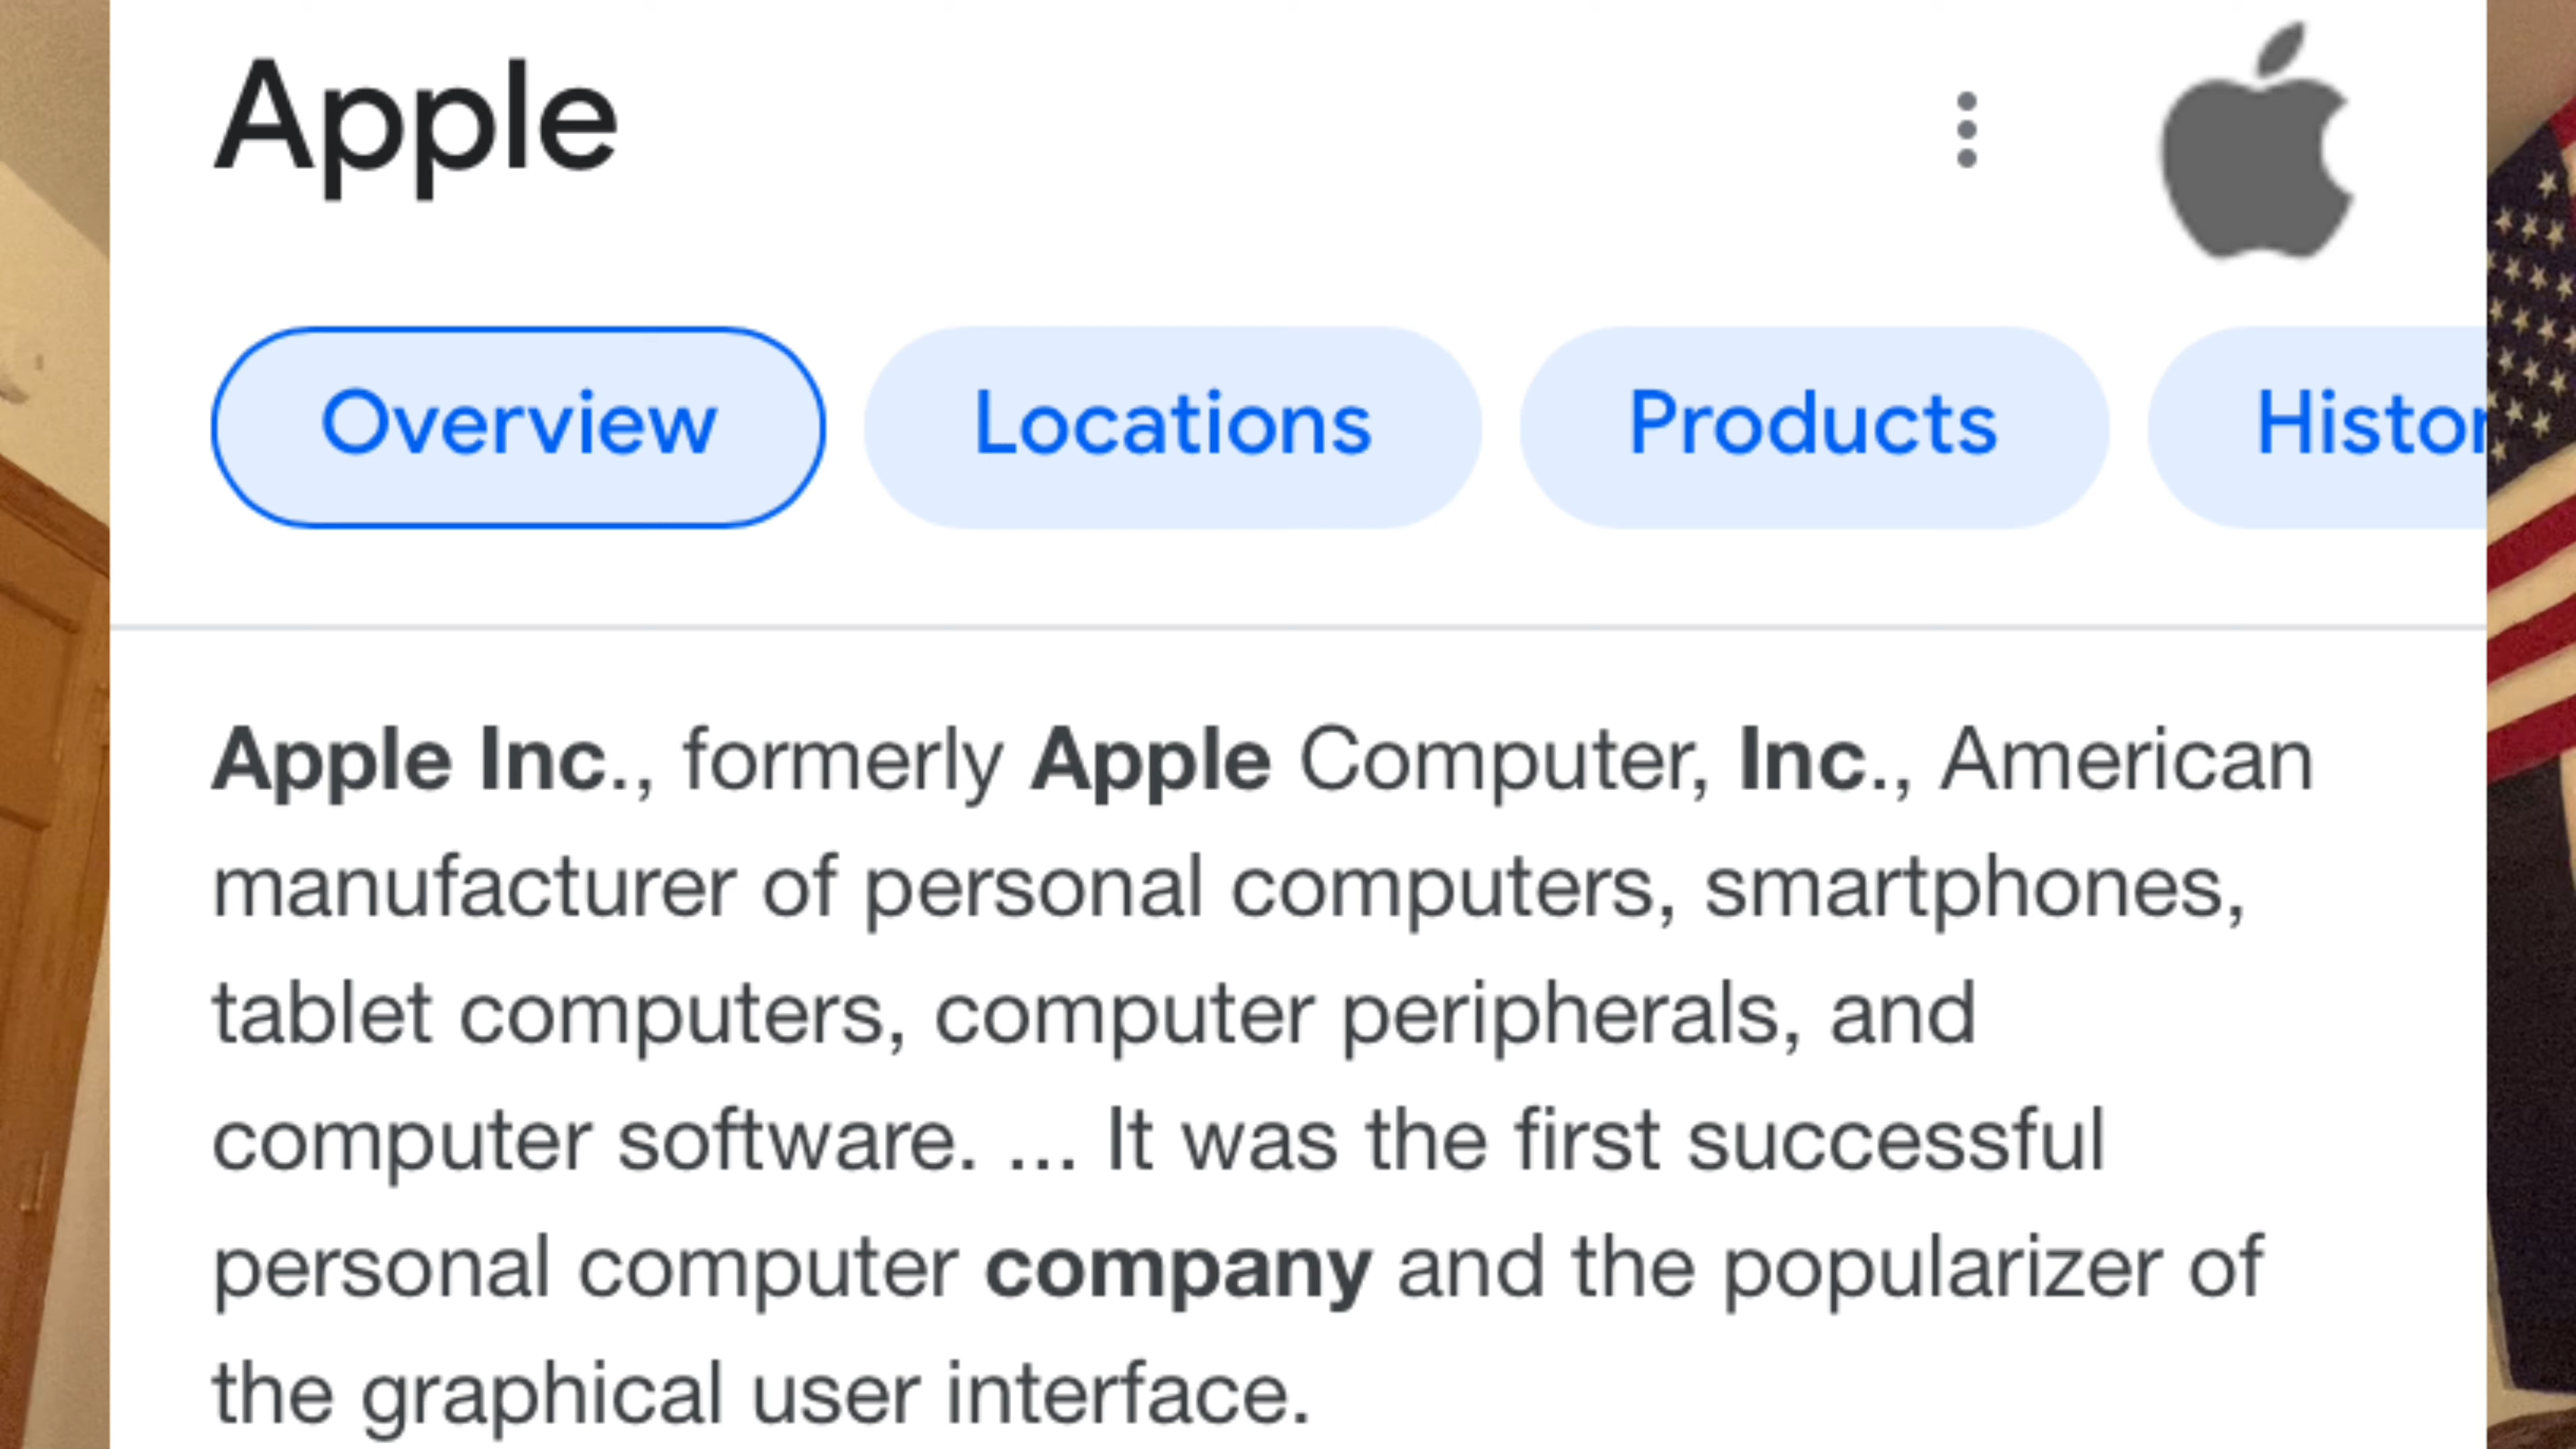 Apple
Overview
Locations
Products
Histor
Apple Inc., formerly Apple Computer, Inc., American
manufacturer of personal computers, smartphones,
tablet computers, computer peripherals, and
computer software. ... It was the first successful
personal computer company and the popularizer of
the graphical user interface.